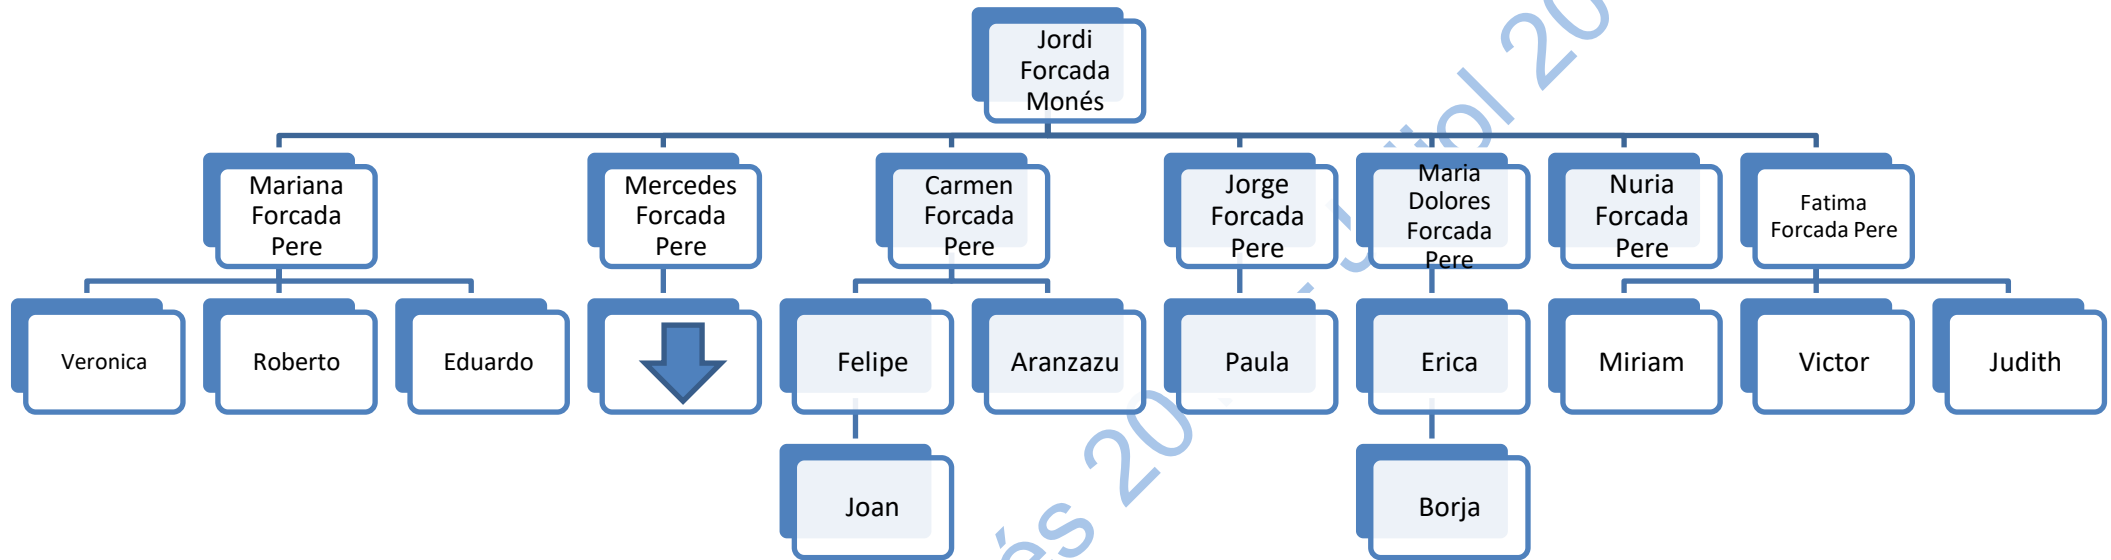 Jordi
Forcada
Monés
Mariana
Forcada
Pere
Mercedes
Forcada
Pere
Carmen
Forcada
Pere
Jorge
Forcada
Pere
Maria
Dolores
Forcada
Pere
Nuria
Forcada
Pere
Fatima
Forcada Pere
Veronica
Roberto
Eduardo
Felipe
Aranzazu
Paula
Erica
Miriam
Victor
Judith
Joan
Borja